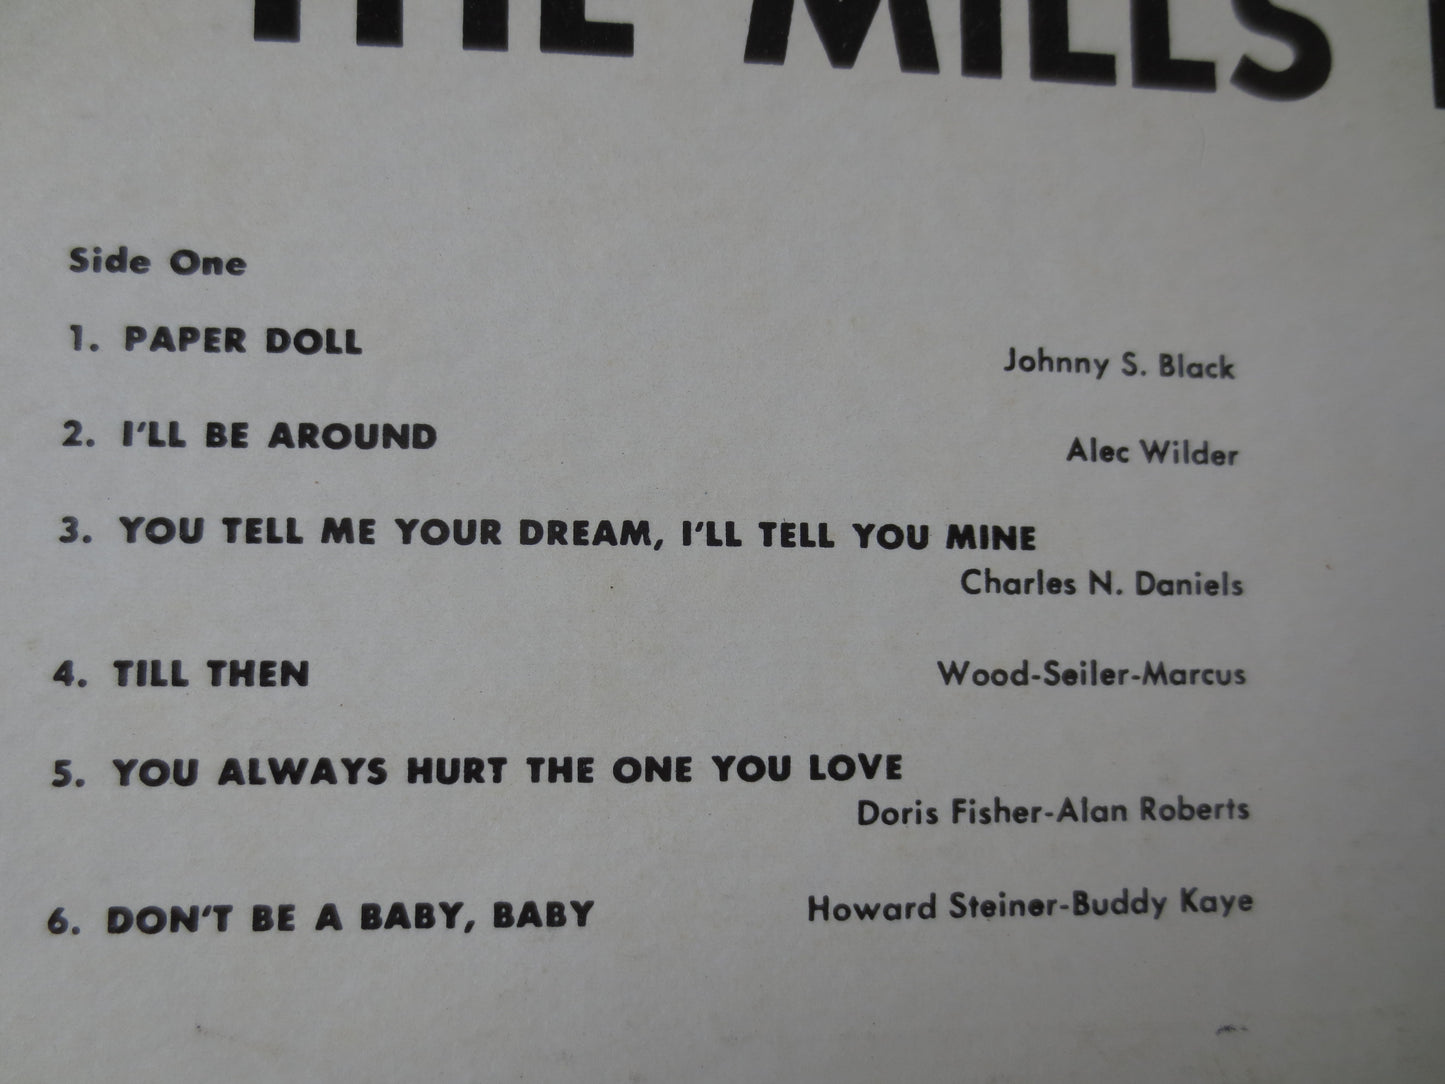 THE MILLS
Side One
1. PAPER DOLL
Johnny S. Black
2. I'LL BE AROUND
Alec Wilder
3. YOU TELL ME YOUR DREAM, I'LL TELL YOU MINE
Charles N. Daniels
4. TILL THEN Wood-Seiler-Marcus
5. YOU ALWAYS HURT THE ONE YOU LOVE
Doris Fisher-Alan Roberts
6. DON'T BE A BABY, BABY Howard Steiner-Buddy Kaye